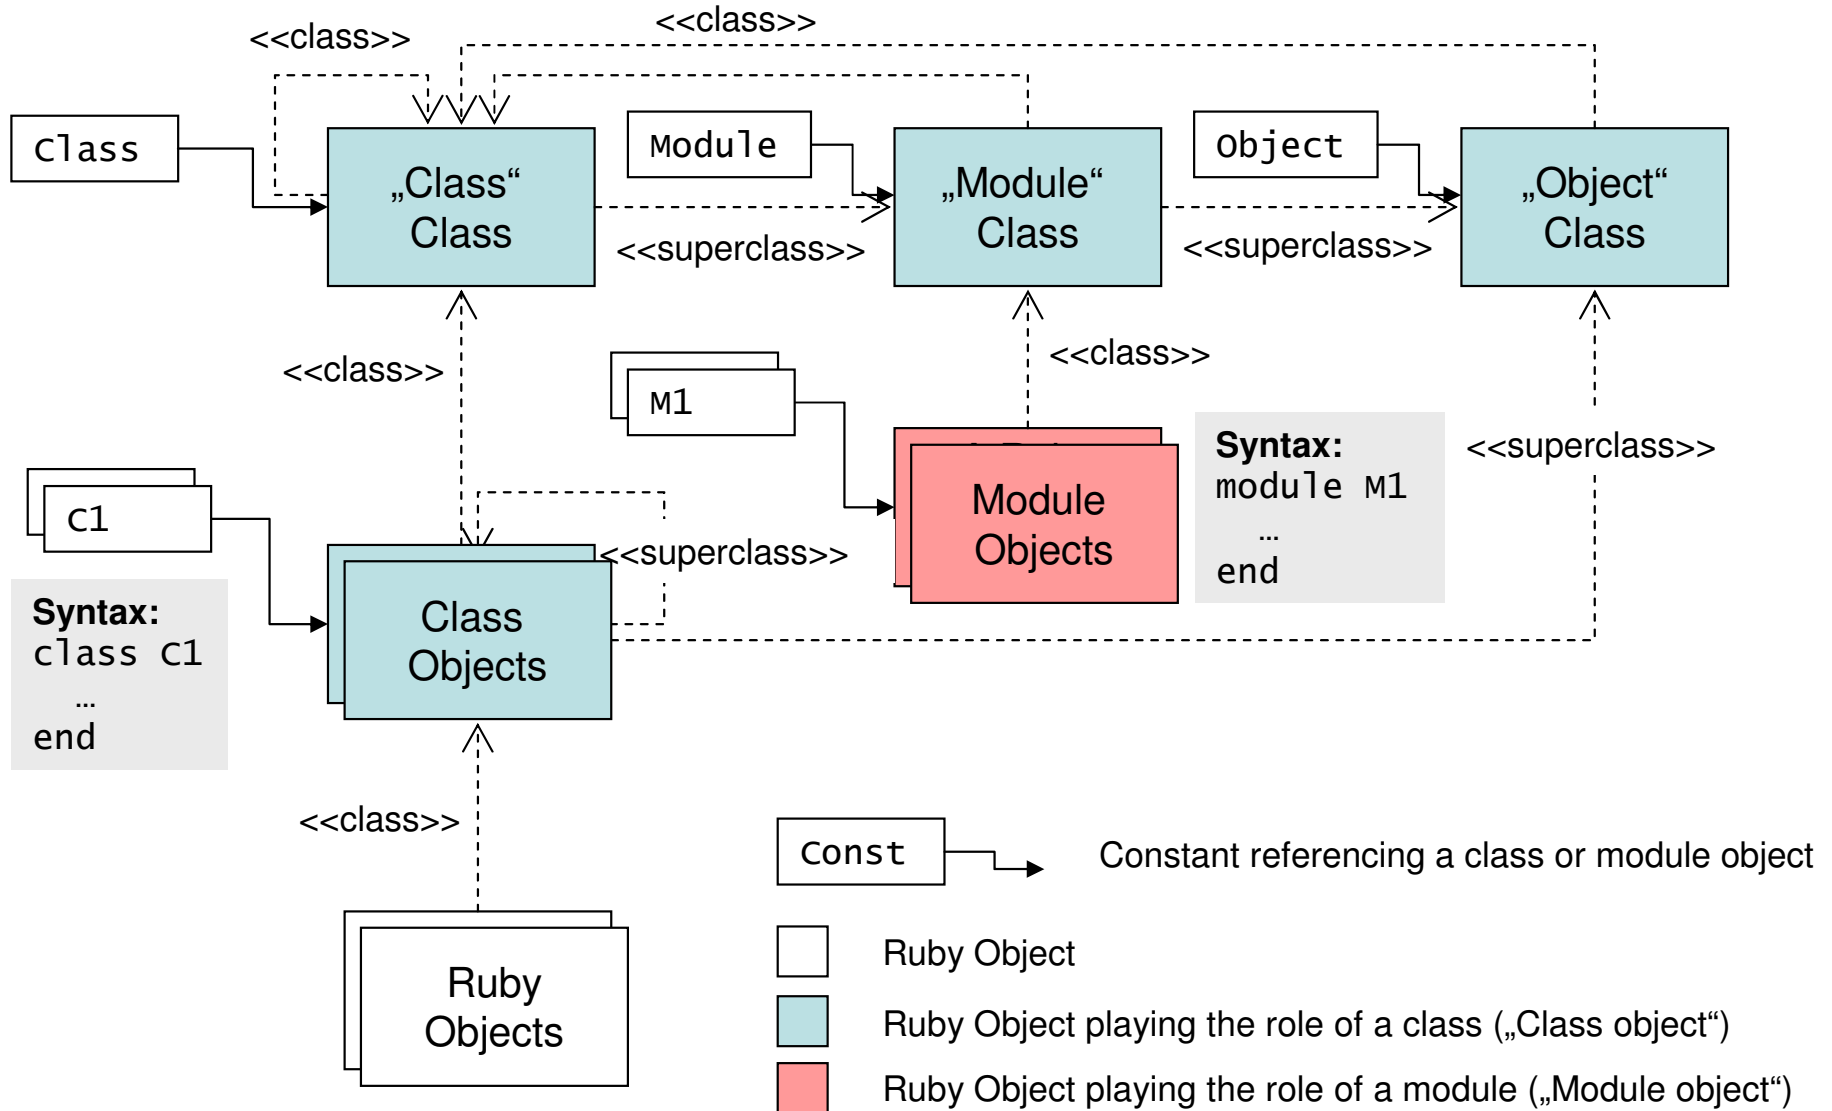 <<class>>
<<class>>
Class
Module
Object
„Class“
Class
„Module“
Class
„Object“
Class
<<superclass>>
<<superclass>>
<<class>>
<<class>>
M1
Syntax:
module M1
…
end
<<superclass>>
C1
<<superclass>>
Module
Objects
Syntax:
class C1
…
end
Class
Objects
<<class>>
Const
Constant referencing a class or module object
Ruby
Objects
Ruby Object
Ruby Object playing the role of a class („Class object“)
Ruby Object playing the role of a module („Module object“)